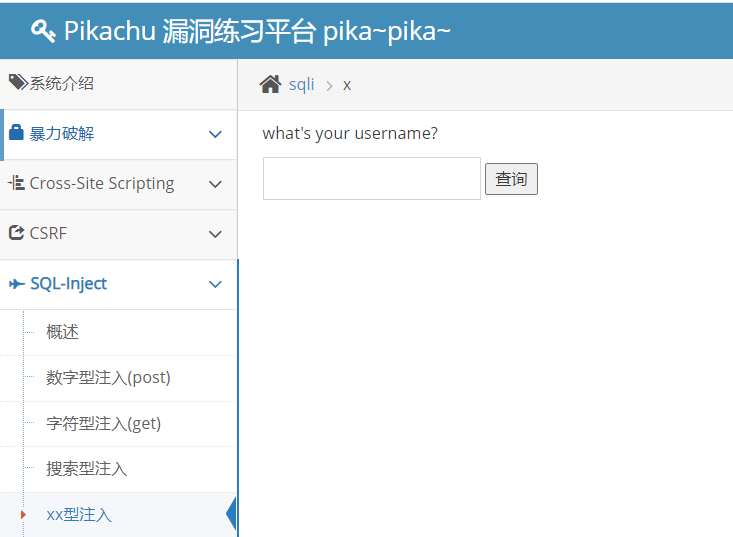 Pikachu 漏洞练习平台 pika~pika~
系统介绍
暴力破解
Cross-Site Scripting
CSRF
SQL-Inject
概述
数字型注入(post)
字符型注入(get)
搜索型注入
xx型注入
sqli > x
what's your username?
查询